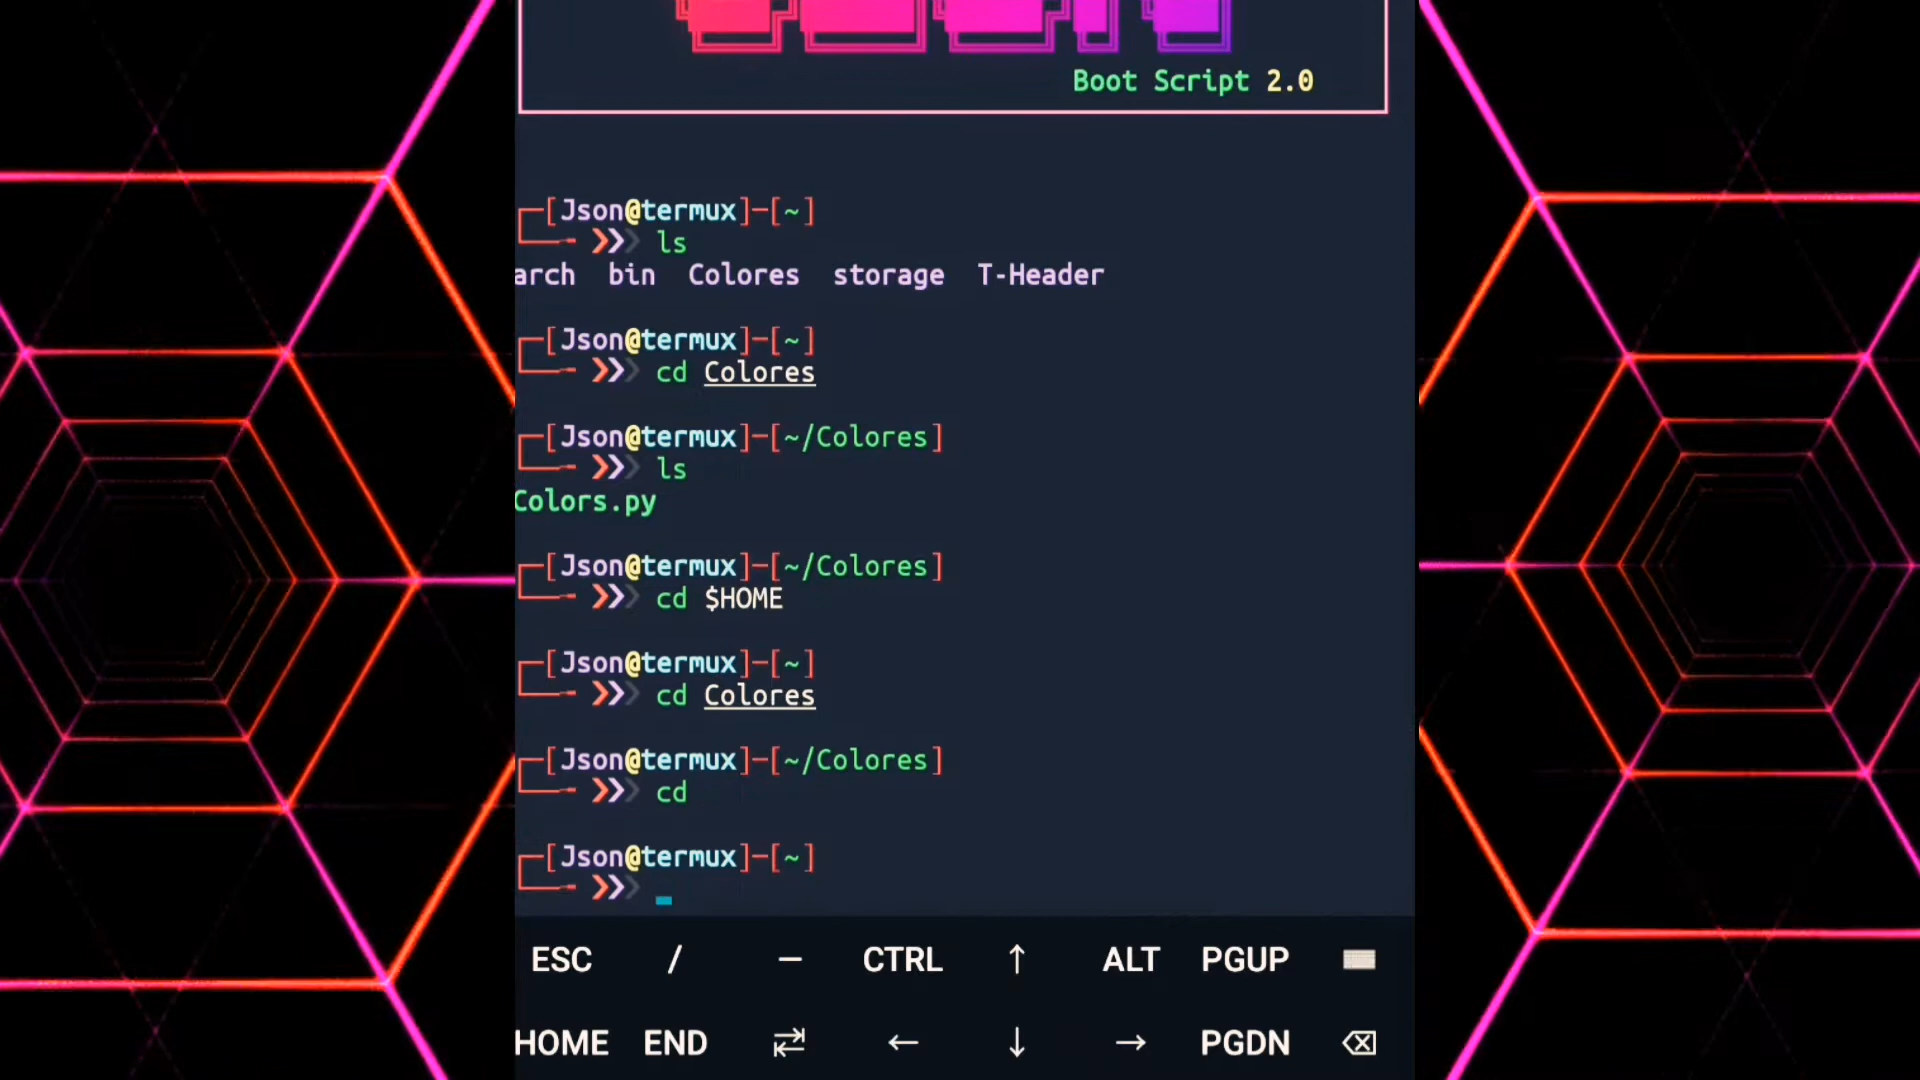 Boot Script 2.0
┌─[Json@termux]─[~]
└──╼ ❯❯❯ ls
arch  bin  Colores  storage  T-Header
┌─[Json@termux]─[~]
└──╼ ❯❯❯ cd Colores
┌─[Json@termux]─[~/Colores]
└──╼ ❯❯❯ ls
Colors.py
┌─[Json@termux]─[~/Colores]
└──╼ ❯❯❯ cd $HOME
┌─[Json@termux]─[~]
└──╼ ❯❯❯ cd Colores
┌─[Json@termux]─[~/Colores]
└──╼ ❯❯❯ cd
┌─[Json@termux]─[~]
└──╼ ❯❯❯
ESC / — CTRL ↑ ALT PGUP
HOME END ⇄ ← ↓ → PGDN ⌫